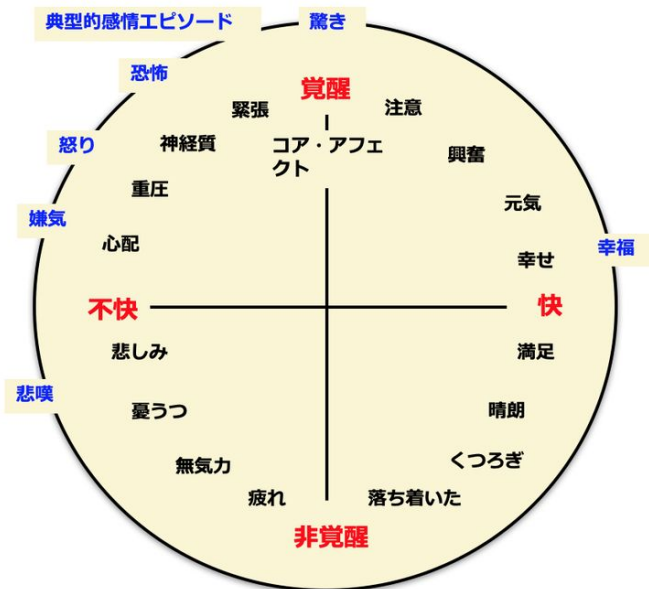 典型的感情エピソード
驚き
恐怖
覚醒
緊張
注意
怒り
神経質
コア・アフェ
クト
興奮
重圧
元気
嫌気
心配
幸せ
幸福
不快
快
悲しみ
満足
悲嘆
憂うつ
晴朗
無気力
くつろぎ
疲れ
落ち着いた
非覚醒